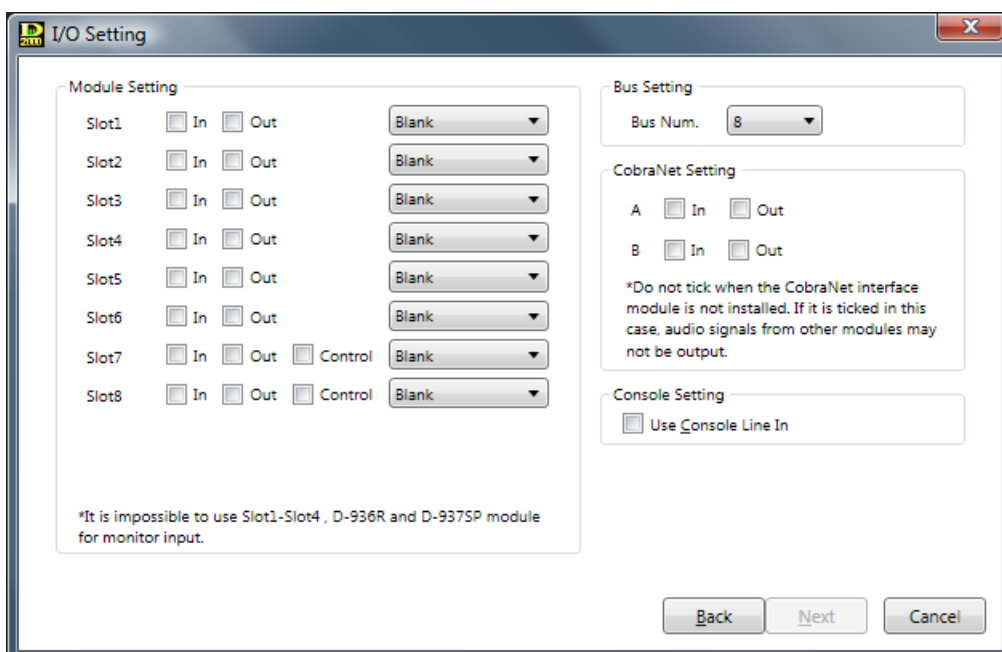 I/O Setting
Module Setting
Slot1 In Out Blank
Slot2 In Out Blank
Slot3 In Out Blank
Slot4 In Out Blank
Slot5 In Out Blank
Slot6 In Out Blank
Slot7 In Out Control Blank
Slot8 In Out Control Blank
*It is impossible to use Slot1-Slot4 , D-936R and D-937SP module
for monitor input.
Bus Setting
Bus Num. 8
CobraNet Setting
A In Out
B In Out
*Do not tick when the CobraNet interface
module is not installed. If it is ticked in this
case, audio signals from other modules may
not be output.
Console Setting
Use Console Line In
Back Next Cancel